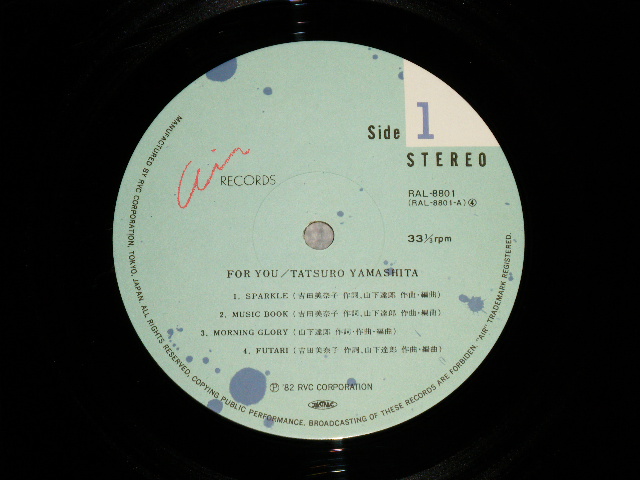 Side 1
STEREO
Air RECORDS
RAL-8801
(RAL-8801-A)④
33⅓rpm
FOR YOU／TATSURO YAMASHITA
1. SPARKLE (吉田美奈子 作詞、山下達郎 作曲・編曲)
2. MUSIC BOOK (吉田美奈子 作詞、山下達郎 作曲・編曲)
3. MORNING GLORY (山下達郎 作詞・作曲・編曲)
4. FUTARI (吉田美奈子 作詞、山下達郎 作曲・編曲)
Ⓟ '82 RVC CORPORATION
MANUFACTURED BY RVC CORPORATION, TOKYO, JAPAN. ALL RIGHTS RESERVED, COPYING PUBLIC PERFORMANCE, BROADCASTING OF THESE RECORDS ARE FORBIDEN. "AIR" TRADEMARK REGISTERED.